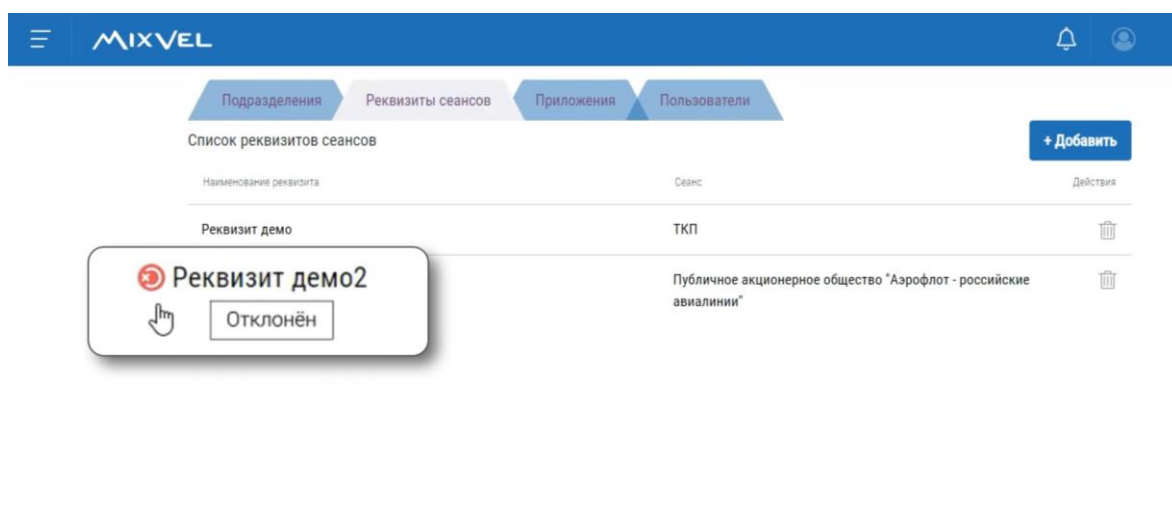 MIXVEL
Подразделения Реквизиты сеансов Приложения Пользователи
Список реквизитов сеансов + Добавить
Наименование реквизита Сеанс Действия
Реквизит демо ТКП
Реквизит демо2 Публичное акционерное общество "Аэрофлот - российские
авиалинии"
Отклонён